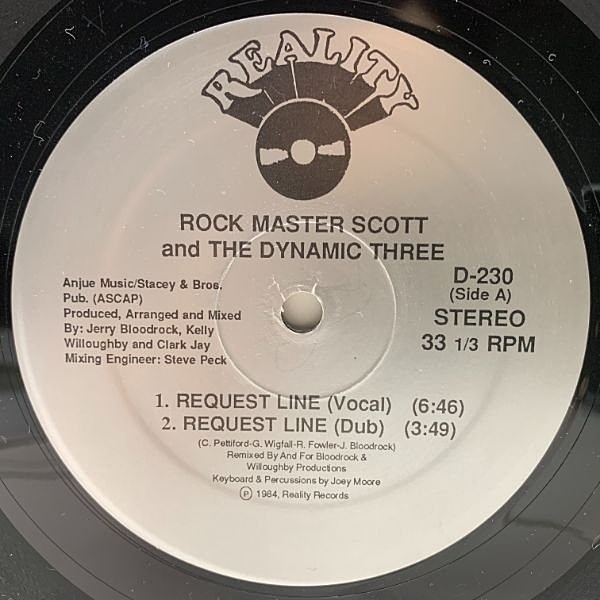 REALITY
ROCK MASTER SCOTT
and THE DYNAMIC THREE
Anjue Music/Stacey & Bros.
Pub. (ASCAP)
Produced, Arranged and Mixed
By: Jerry Bloodrock, Kelly
Willoughby and Clark Jay
Mixing Engineer: Steve Peck
D-230
(Side A)
STEREO
33 1/3 RPM
1. REQUEST LINE (Vocal) (6:46)
2. REQUEST LINE (Dub) (3:49)
(C. Pettiford-G. Wigfall-R. Fowler-J. Bloodrock)
Remixed By And For Bloodrock &
Willoughby Productions
Keyboard & Percussions by Joey Moore
Ⓟ 1984, Reality Records